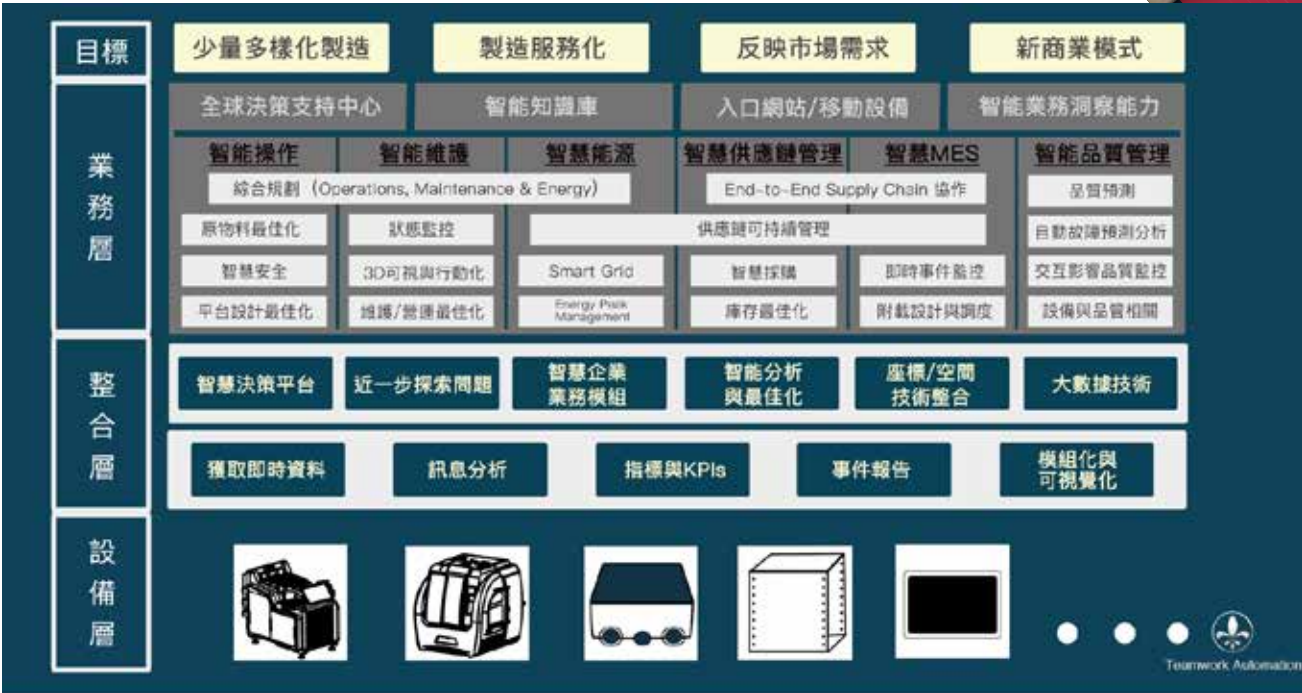 目標
少量多樣化製造
製造服務化
反映市場需求
新商業模式
業務層
全球決策支持中心
智能知識庫
入口網站/移動設備
智能業務洞察能力
智能操作
智能維護
智慧能源
智慧供應鏈管理
智慧MES
智能品質管理
綜合規劃（Operations, Maintenance & Energy）
End-to-End Supply Chain 協作
品質預測
原物料最佳化
狀態監控
供應鏈可持續管理
自動故障預測分析
智慧安全
3D可視與行動化
Smart Grid
智慧採購
即時事件監控
交互影響品質監控
平台設計最佳化
維護/營運最佳化
Energy Peak
Management
庫存最佳化
附載設計與調度
設備與品管相關
整合層
智慧決策平台
近一步探索問題
智慧企業
業務模組
智能分析
與最佳化
座標/空間
技術整合
大數據技術
獲取即時資料
訊息分析
指標與KPIs
事件報告
模組化與
可視覺化
設備層
Teamwork Automation